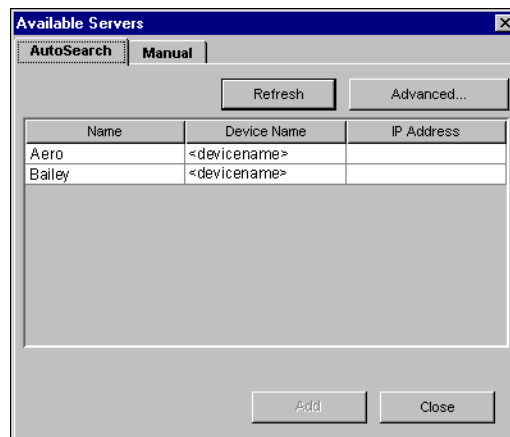 Available Servers
AutoSearch Manual
Refresh Advanced...
Name Device Name IP Address
Aero <devicename>
Bailey <devicename>
Add Close